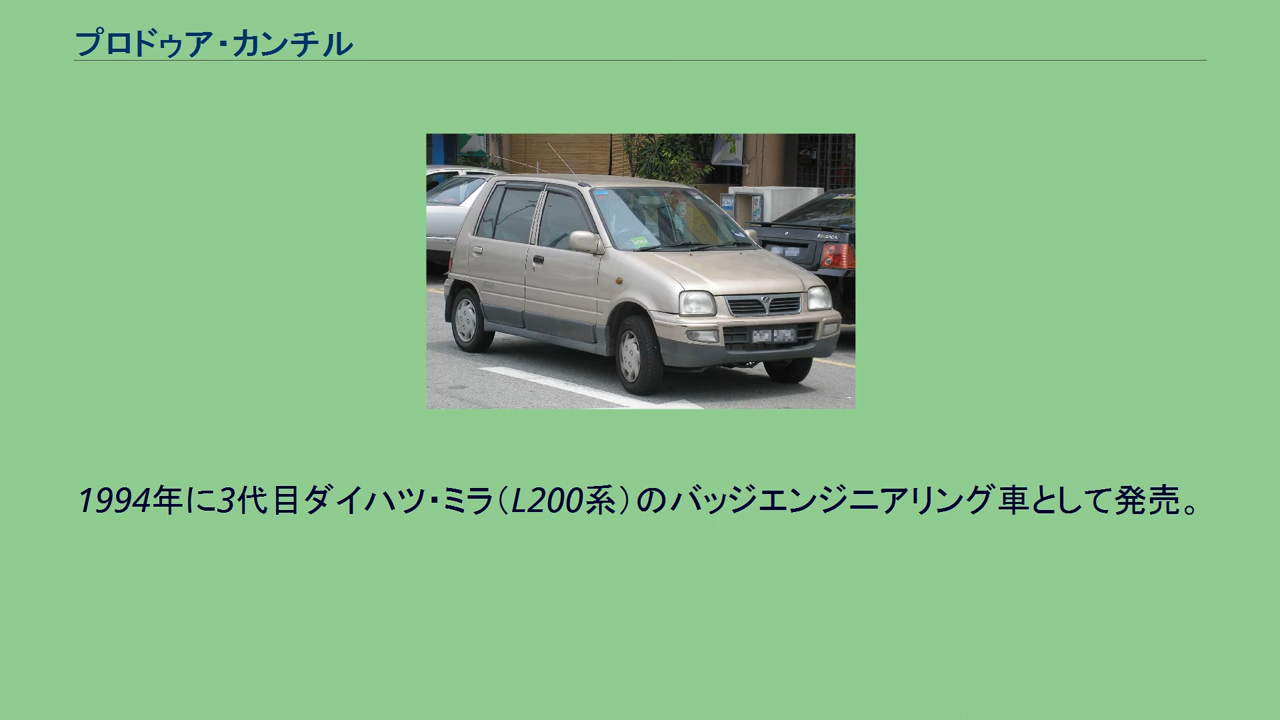 プロドゥア・カンチル
1994年に3代目ダイハツ・ミラ（L200系）のバッジエンジニアリング車として発売。